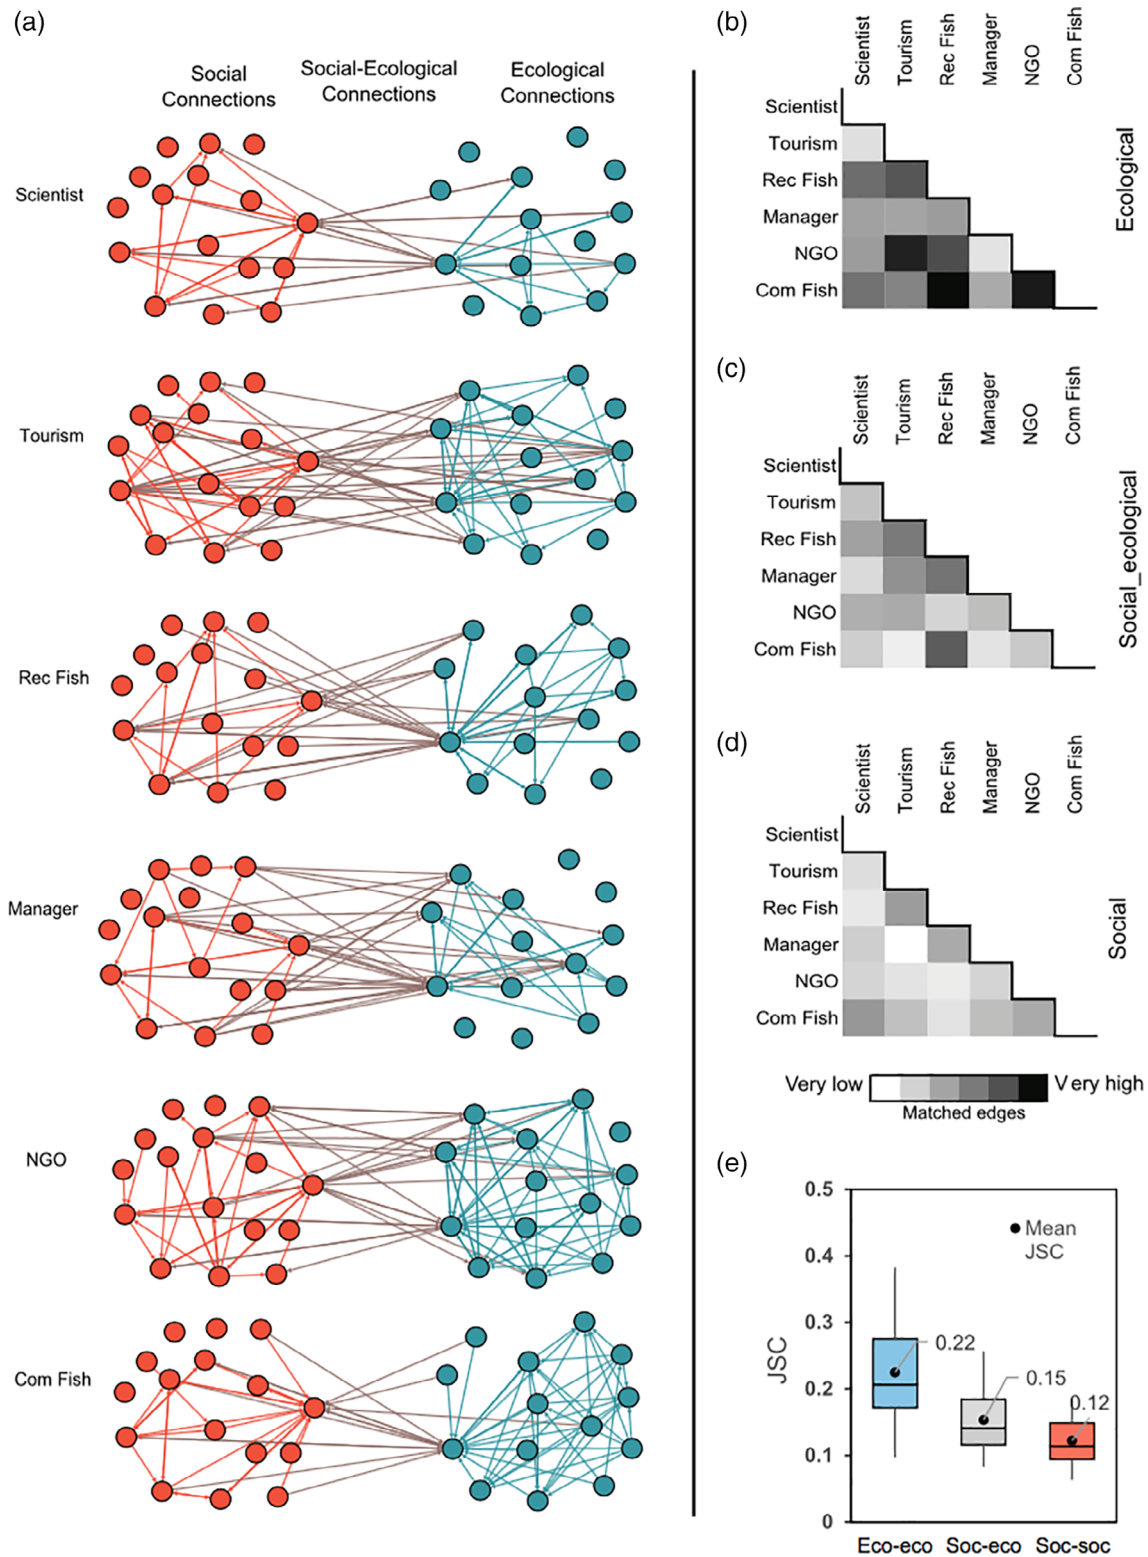 (a)
Social
Connections
Social-Ecological
Connections
Ecological
Connections
Scientist
Tourism
Rec Fish
Manager
NGO
Com Fish
(b)
Scientist
Tourism
Rec Fish
Manager
NGO
Com Fish
Scientist
Tourism
Rec Fish
Manager
NGO
Com Fish
Ecological
(c)
Scientist
Tourism
Rec Fish
Manager
NGO
Com Fish
Scientist
Tourism
Rec Fish
Manager
NGO
Com Fish
Social_ecological
(d)
Scientist
Tourism
Rec Fish
Manager
NGO
Com Fish
Scientist
Tourism
Rec Fish
Manager
NGO
Com Fish
Social
Very low
Very high
Matched edges
(e)
JSC
0.5
0.4
0.3
0.2
0.1
0
Mean
JSC
0.22
0.15
0.12
Eco-eco Soc-eco Soc-soc